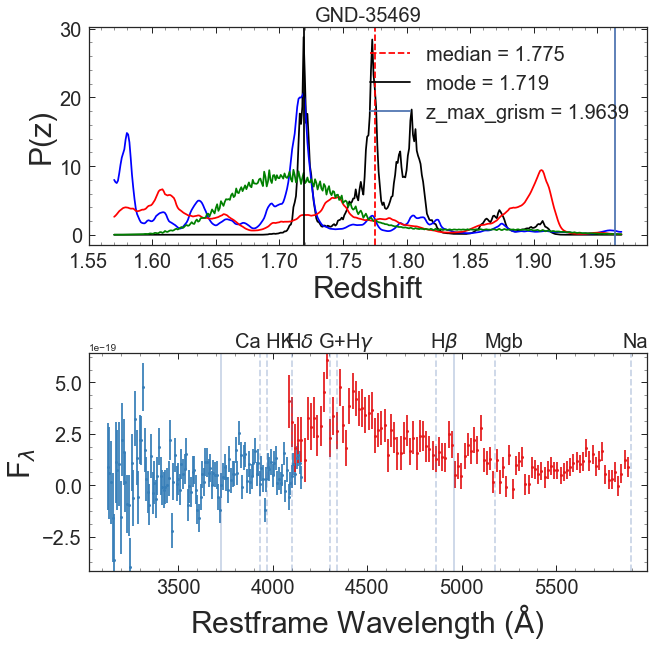 GND-35469
P(z)
30
20
10
0
median = 1.775
mode = 1.719
z_max_grism = 1.9639
1.55 1.60 1.65 1.70 1.75 1.80 1.85 1.90 1.95
Redshift
1e−19
Ca HK Hδ G+Hγ Hβ Mgb Na
Fλ
5.0
2.5
0.0
−2.5
3500 4000 4500 5000 5500
Restframe Wavelength (Å)